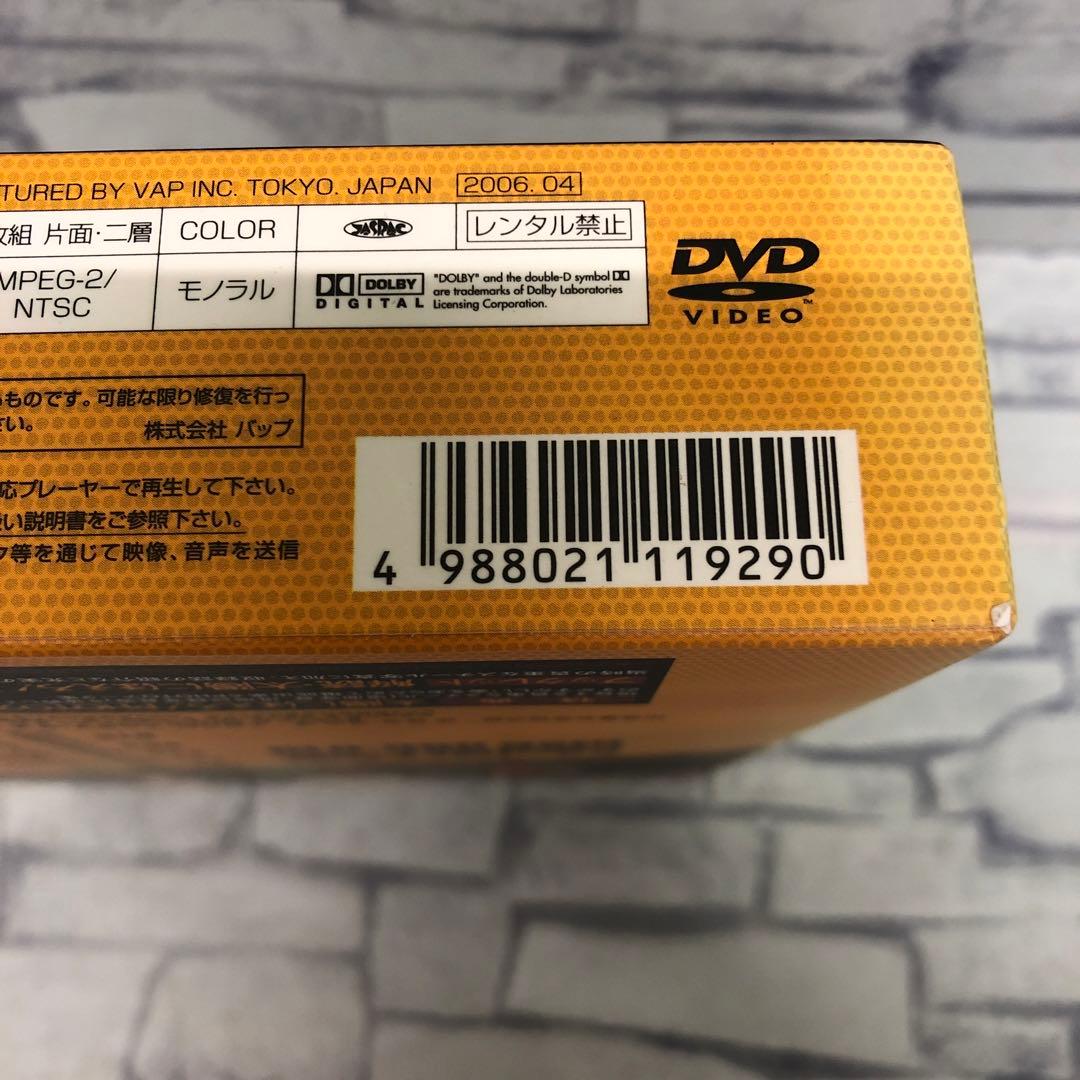 TURED BY VAP INC. TOKYO. JAPAN 2006. 04
枚組 片面・二層 COLOR JASRAC レンタル禁止
MPEG-2/
NTSC モノラル DOLBY
DIGITAL
"DOLBY" and the double-D symbol
are trademarks of Dolby Laboratories
Licensing Corporation.
DVD
VIDEO
TM
ものです。可能な限り修復を行っ
さい。 株式会社 バップ
応プレーヤーで再生して下さい。
扱い説明書をご参照下さい。
ク等を通じて映像、音声を送信
4 988021 119290